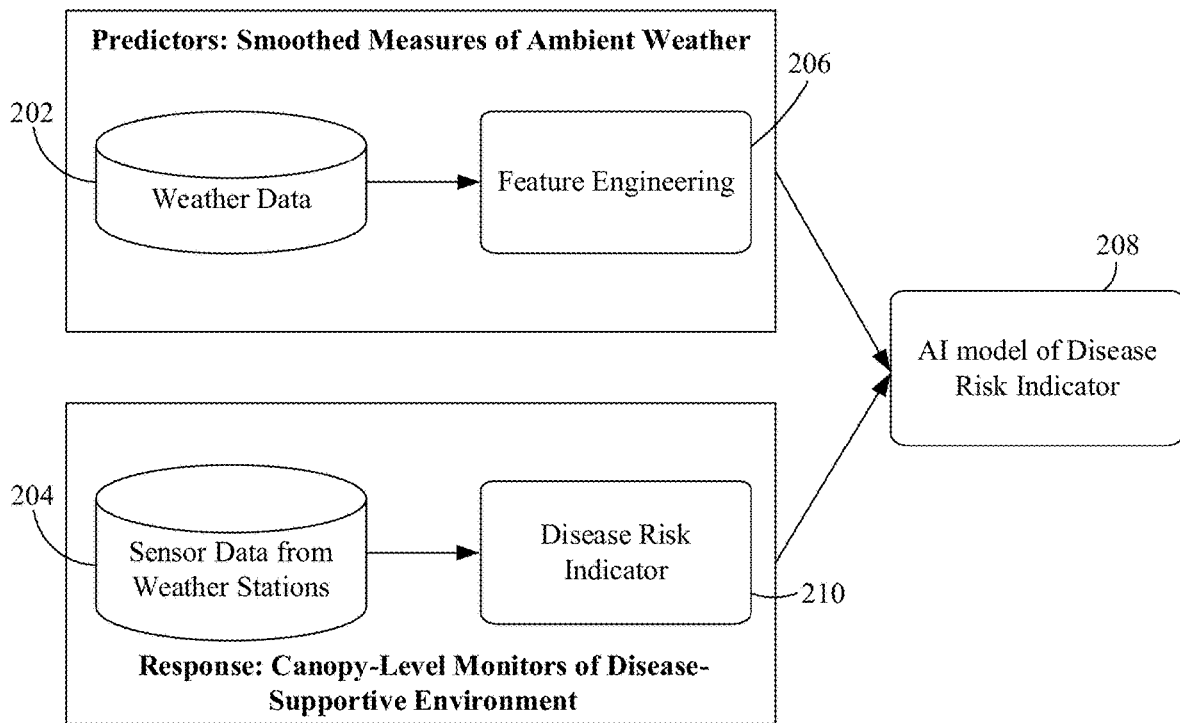 Predictors: Smoothed Measures of Ambient Weather
206
202
Weather Data
Feature Engineering
208
AI model of Disease
Risk Indicator
204
Sensor Data from
Weather Stations
Disease Risk
Indicator
210
Response: Canopy-Level Monitors of Disease-
Supportive Environment